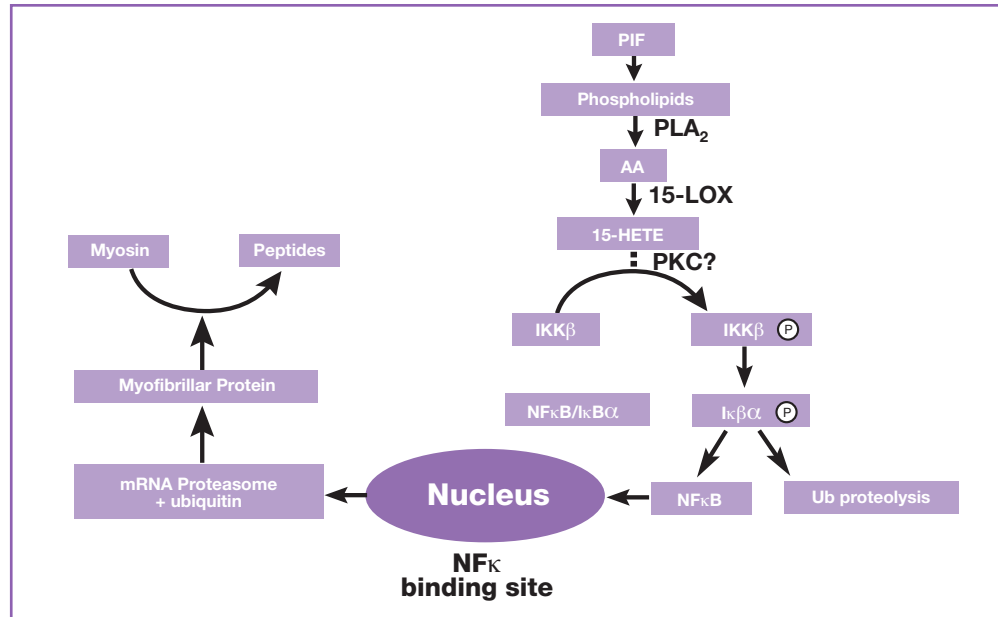 PIF
Phospholipids
PLA₂
AA
15-LOX
15-HETE
PKC?
Myosin
Peptides
IKKβ
IKKβ P
Myofibrillar Protein
NFκB/IκBα
Iκβα P
mRNA Proteasome
+ ubiquitin
Nucleus
NFκB
Ub proteolysis
NFκ
binding site